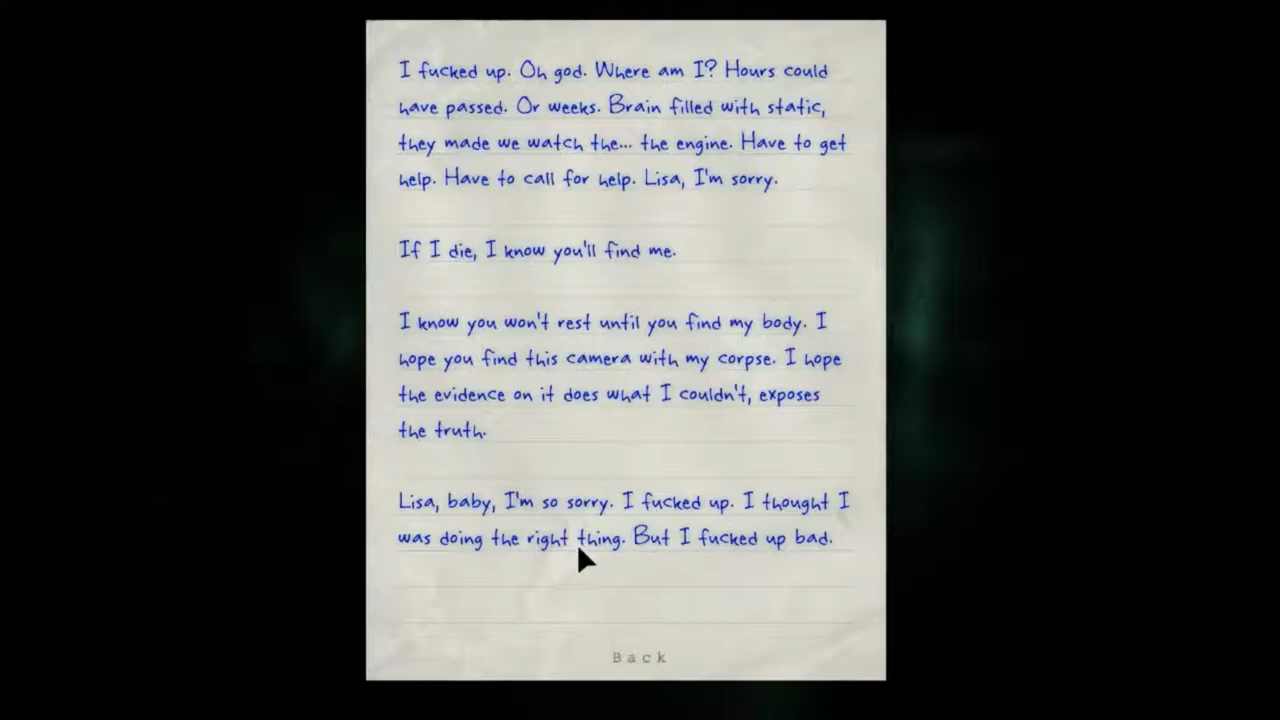 I fucked up. Oh god. Where am I? Hours could
have passed. Or weeks. Brain filled with static,
they made we watch the... the engine. Have to get
help. Have to call for help. Lisa, I'm sorry.
If I die, I know you'll find me.
I know you won't rest until you find my body. I
hope you find this camera with my corpse. I hope
the evidence on it does what I couldn't, exposes
the truth.
Lisa, baby, I'm so sorry. I fucked up. I thought I
was doing the right thing. But I fucked up bad.
Back